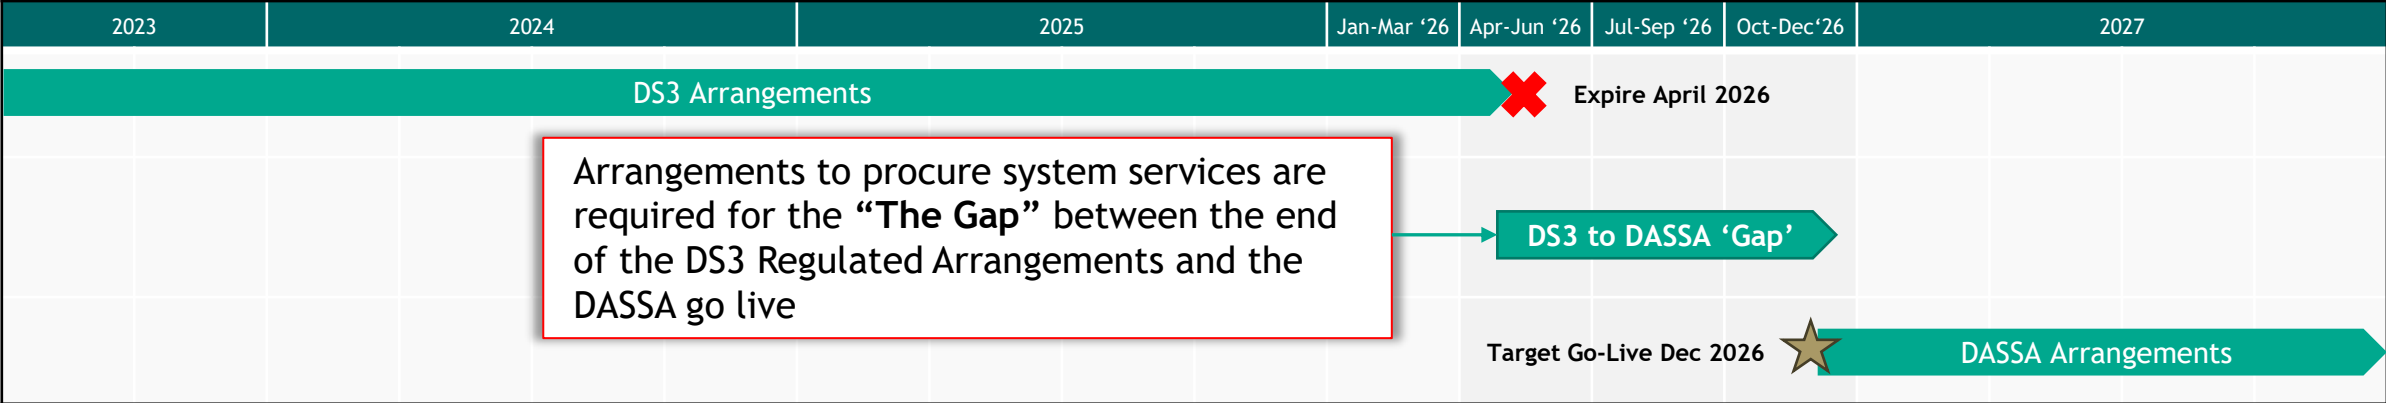 2023
2024
2025
Jan-Mar ‘26
Apr-Jun ‘26
Jul-Sep ‘26
Oct-Dec‘26
2027
DS3 Arrangements
Expire April 2026
Arrangements to procure system services are
required for the “The Gap” between the end
of the DS3 Regulated Arrangements and the
DASSA go live
DS3 to DASSA ‘Gap’
Target Go-Live Dec 2026
DASSA Arrangements